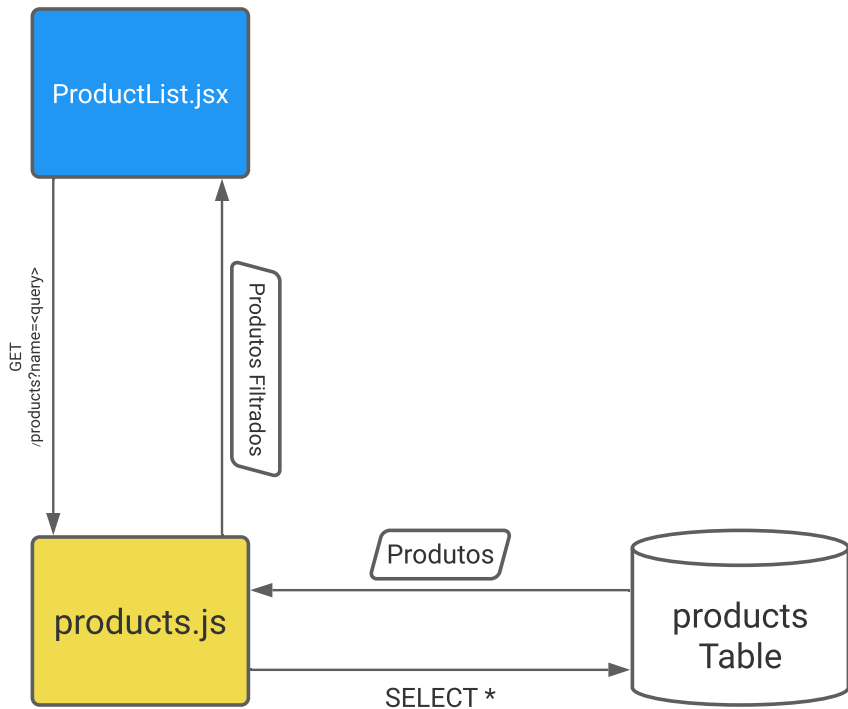 ProductList.jsx
GET
/products?name=<query>
Produtos Filtrados
Produtos
products.js
products
Table
SELECT *